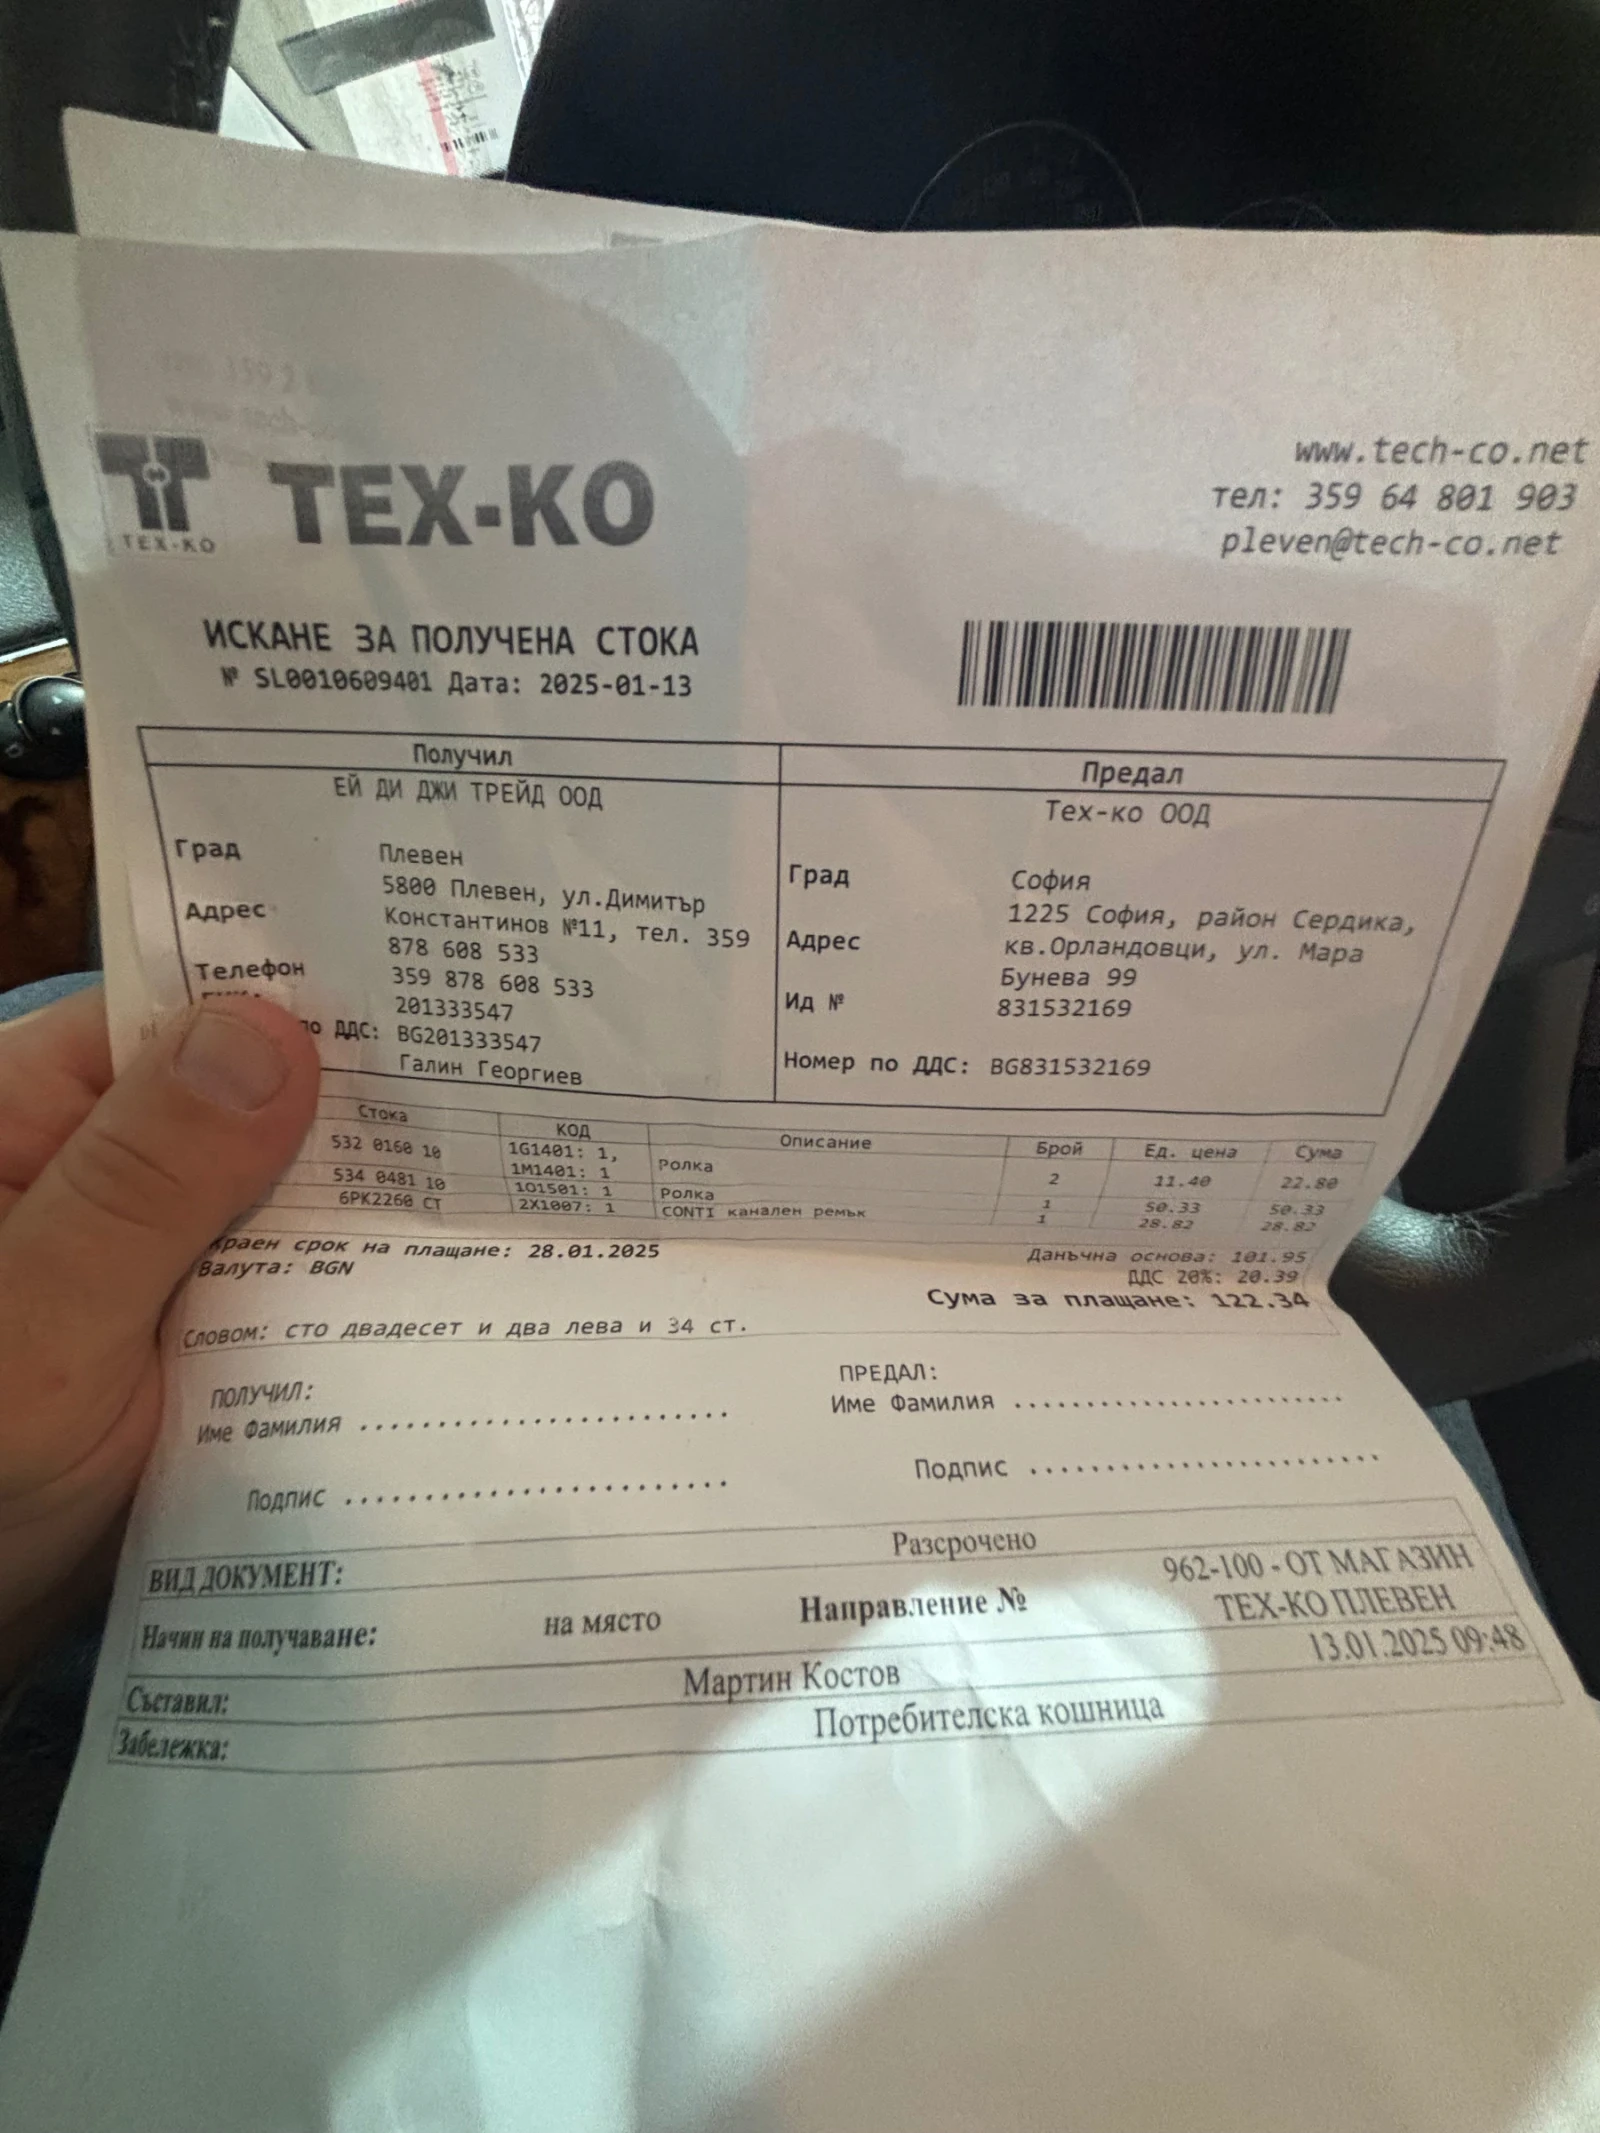 www.tech-co.net
тел: 359 64 801 903
pleven@tech-co.net
ТЕХ-КО
ТЕХ-КО
ИСКАНЕ ЗА ПОЛУЧЕНА СТОКА
№ SL0010609401 Дата: 2025-01-13
Получил
ЕЙ ДИ ДЖИ ТРЕЙД ООД
Град Плевен
Адрес 5800 Плевен, ул.Димитър
Константинов №11, тел. 359
878 608 533
Телефон 359 878 608 533
201333547
по ДДС: BG201333547
Галин Георгиев
Предал
Тех-ко ООД
Град София
Адрес 1225 София, район Сердика,
кв.Орландовци, ул. Мара
Бунева 99
Ид № 831532169
Номер по ДДС: BG831532169
Стока КОД Описание Брой Ед. цена Сума
532 0160 10 1G1401: 1, 1M1401: 1 Ролка 2 11.40 22.80
534 0481 10 1O1501: 1 Ролка 1 50.33 50.33
6PK2260 CT 2X1007: 1 CONTI канален ремък 1 28.82 28.82
Краен срок на плащане: 28.01.2025
Валута: BGN
Данъчна основа: 101.95
ДДС 20%: 20.39
Сума за плащане: 122.34
Словом: сто двадесет и два лева и 34 ст.
ПОЛУЧИЛ:
Име Фамилия ..........................
Подпис ...........................
ПРЕДАЛ:
Име Фамилия .......................
Подпис .........................
ВИД ДОКУМЕНТ: Разсрочено
Начин на получаване: на място Направление № 962-100 - ОТ МАГАЗИН
ТЕХ-КО ПЛЕВЕН
Съставил: Мартин Костов 13.01.2025 09:48
Забележка: Потребителска кошница